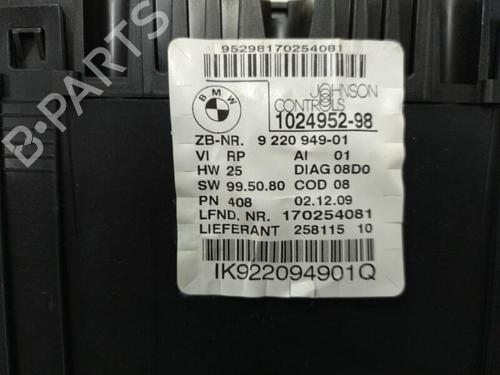 95298170254081
BMW
JOHNSON
CONTROLS
1024952-98
ZB-NR. 9 220 949-01
VI RP AI 01
HW 25 DIAG 08D0
SW 99.50.80 COD 08
PN 408 02.12.09
LFND. NR. 170254081
LIEFERANT 258115 10
IK922094901Q
B-PARTS